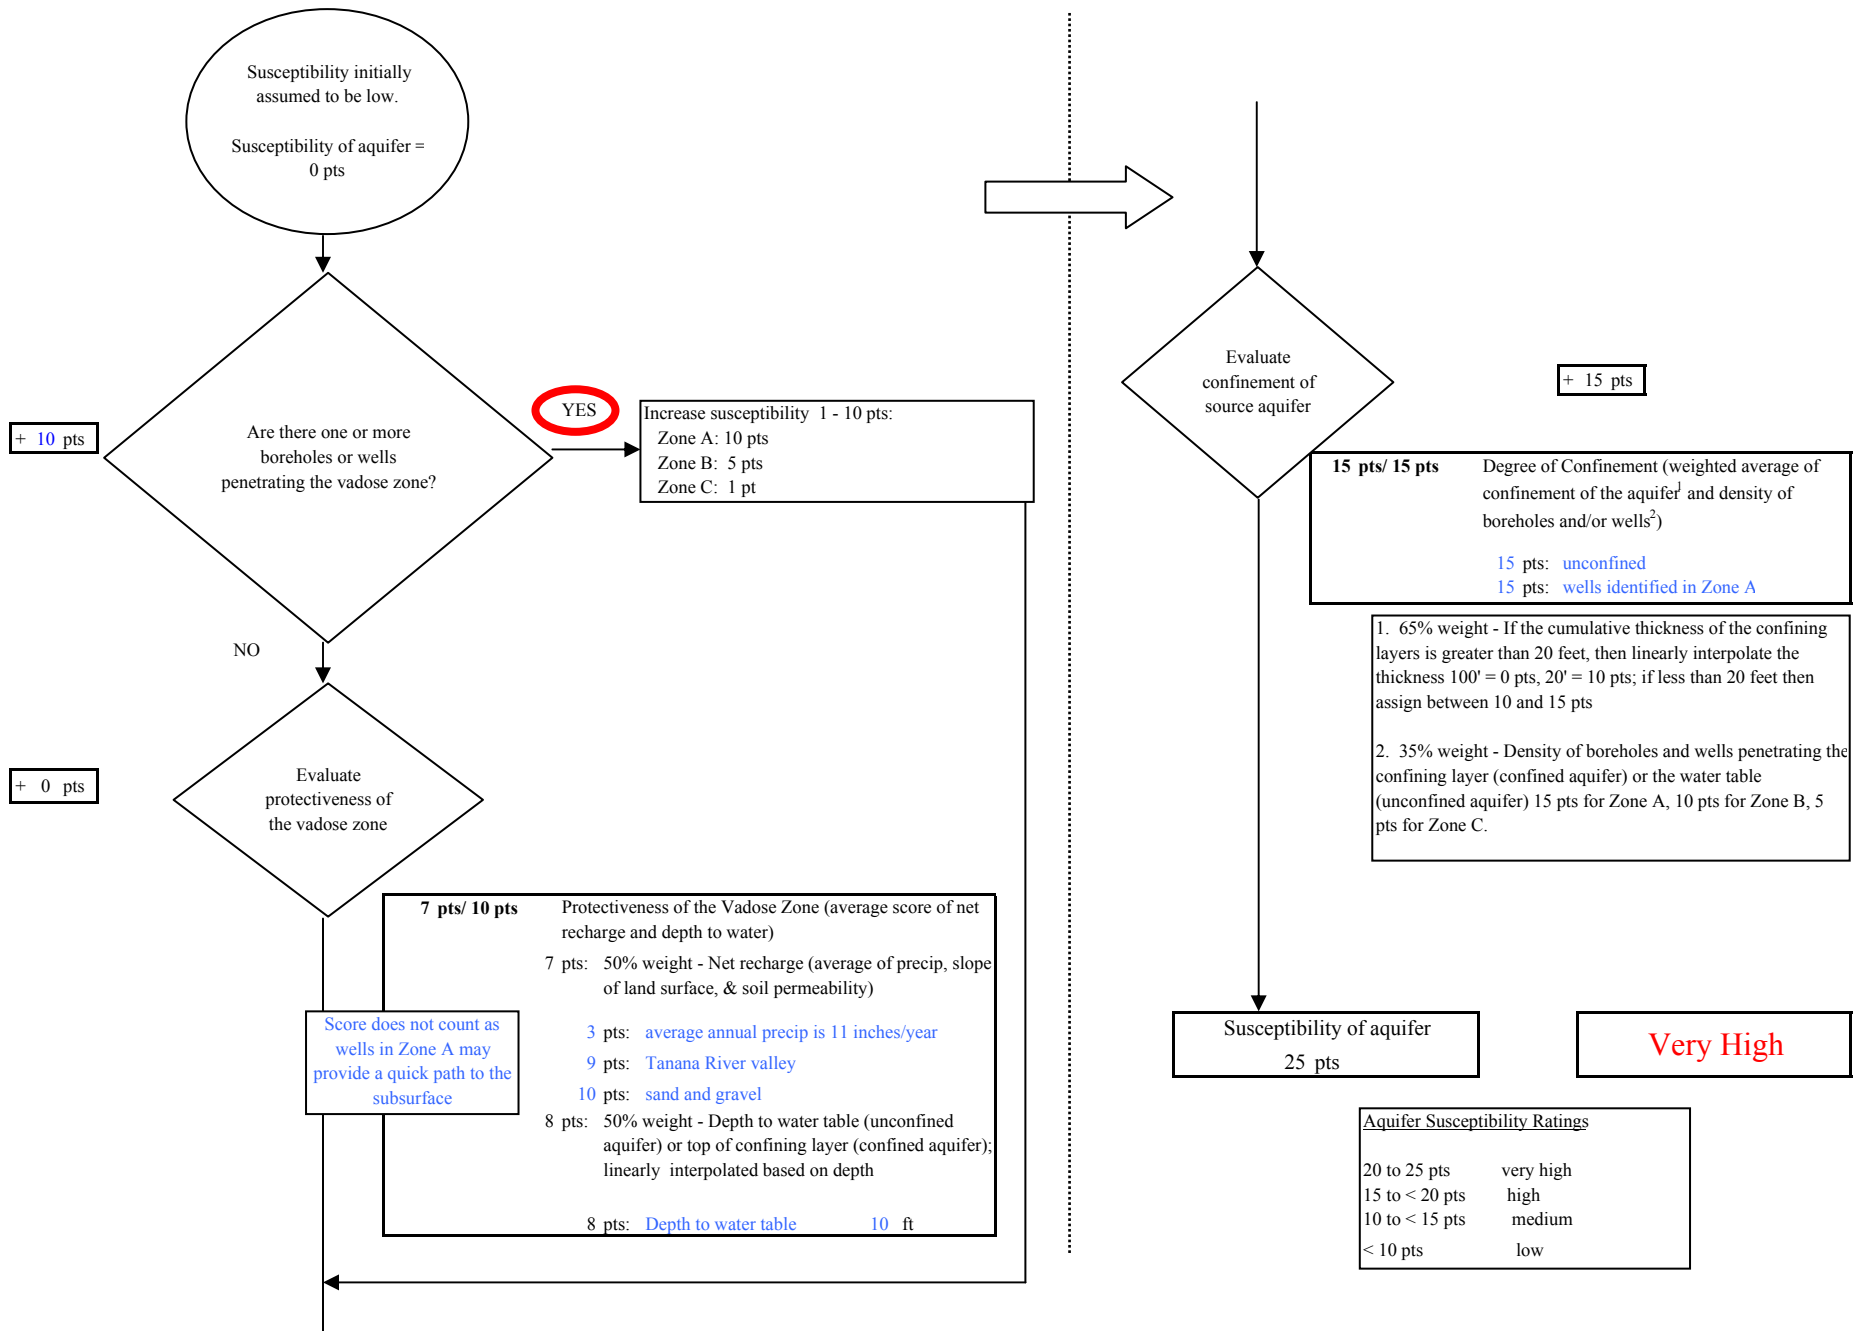 Susceptibility initially
assumed to be low.
Susceptibility of aquifer =
0 pts
+ 10 pts
Are there one or more
boreholes or wells
penetrating the vadose zone?
YES
Increase susceptibility 1 - 10 pts:
Zone A: 10 pts
Zone B: 5 pts
Zone C: 1 pt
NO
+ 0 pts
Evaluate
protectiveness of
the vadose zone
7 pts/ 10 pts Protectiveness of the Vadose Zone (average score of net
recharge and depth to water)
7 pts: 50% weight - Net recharge (average of precip, slope
of land surface, & soil permeability)
3 pts: average annual precip is 11 inches/year
9 pts: Tanana River valley
10 pts: sand and gravel
8 pts: 50% weight - Depth to water table (unconfined
aquifer) or top of confining layer (confined aquifer);
linearly interpolated based on depth
8 pts: Depth to water table 10 ft
Score does not count as
wells in Zone A may
provide a quick path to the
subsurface
Evaluate
confinement of
source aquifer
+ 15 pts
15 pts/ 15 pts Degree of Confinement (weighted average of
confinement of the aquifer1 and density of
boreholes and/or wells2)
15 pts: unconfined
15 pts: wells identified in Zone A
1. 65% weight - If the cumulative thickness of the confining
layers is greater than 20 feet, then linearly interpolate the
thickness 100' = 0 pts, 20' = 10 pts; if less than 20 feet then
assign between 10 and 15 pts
2. 35% weight - Density of boreholes and wells penetrating the
confining layer (confined aquifer) or the water table
(unconfined aquifer) 15 pts for Zone A, 10 pts for Zone B, 5
pts for Zone C.
Susceptibility of aquifer
25 pts
Very High
Aquifer Susceptibility Ratings
20 to 25 pts very high
15 to < 20 pts high
10 to < 15 pts medium
< 10 pts low